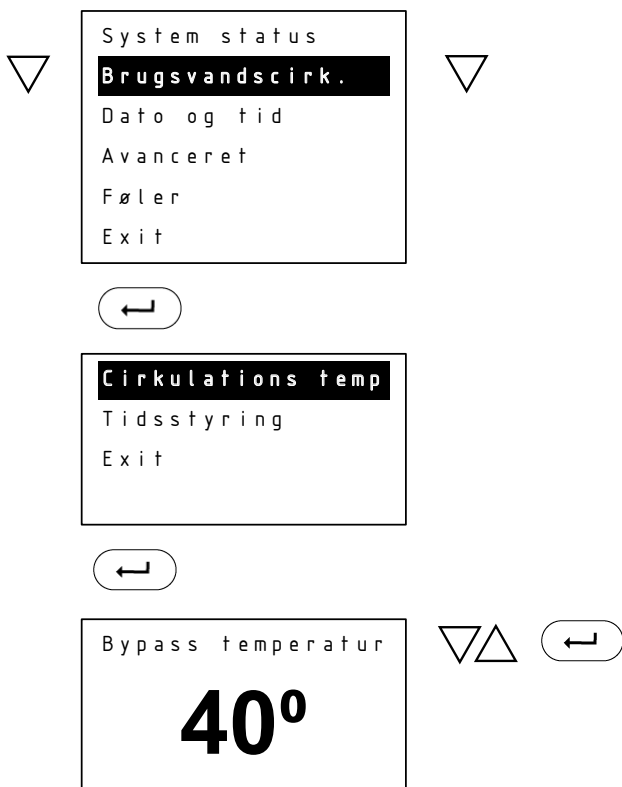 System status
Brugsvandscirk.
Dato og tid
Avanceret
Føler
Exit
Cirkulations temp
Tidsstyring
Exit
Bypass temperatur
40º